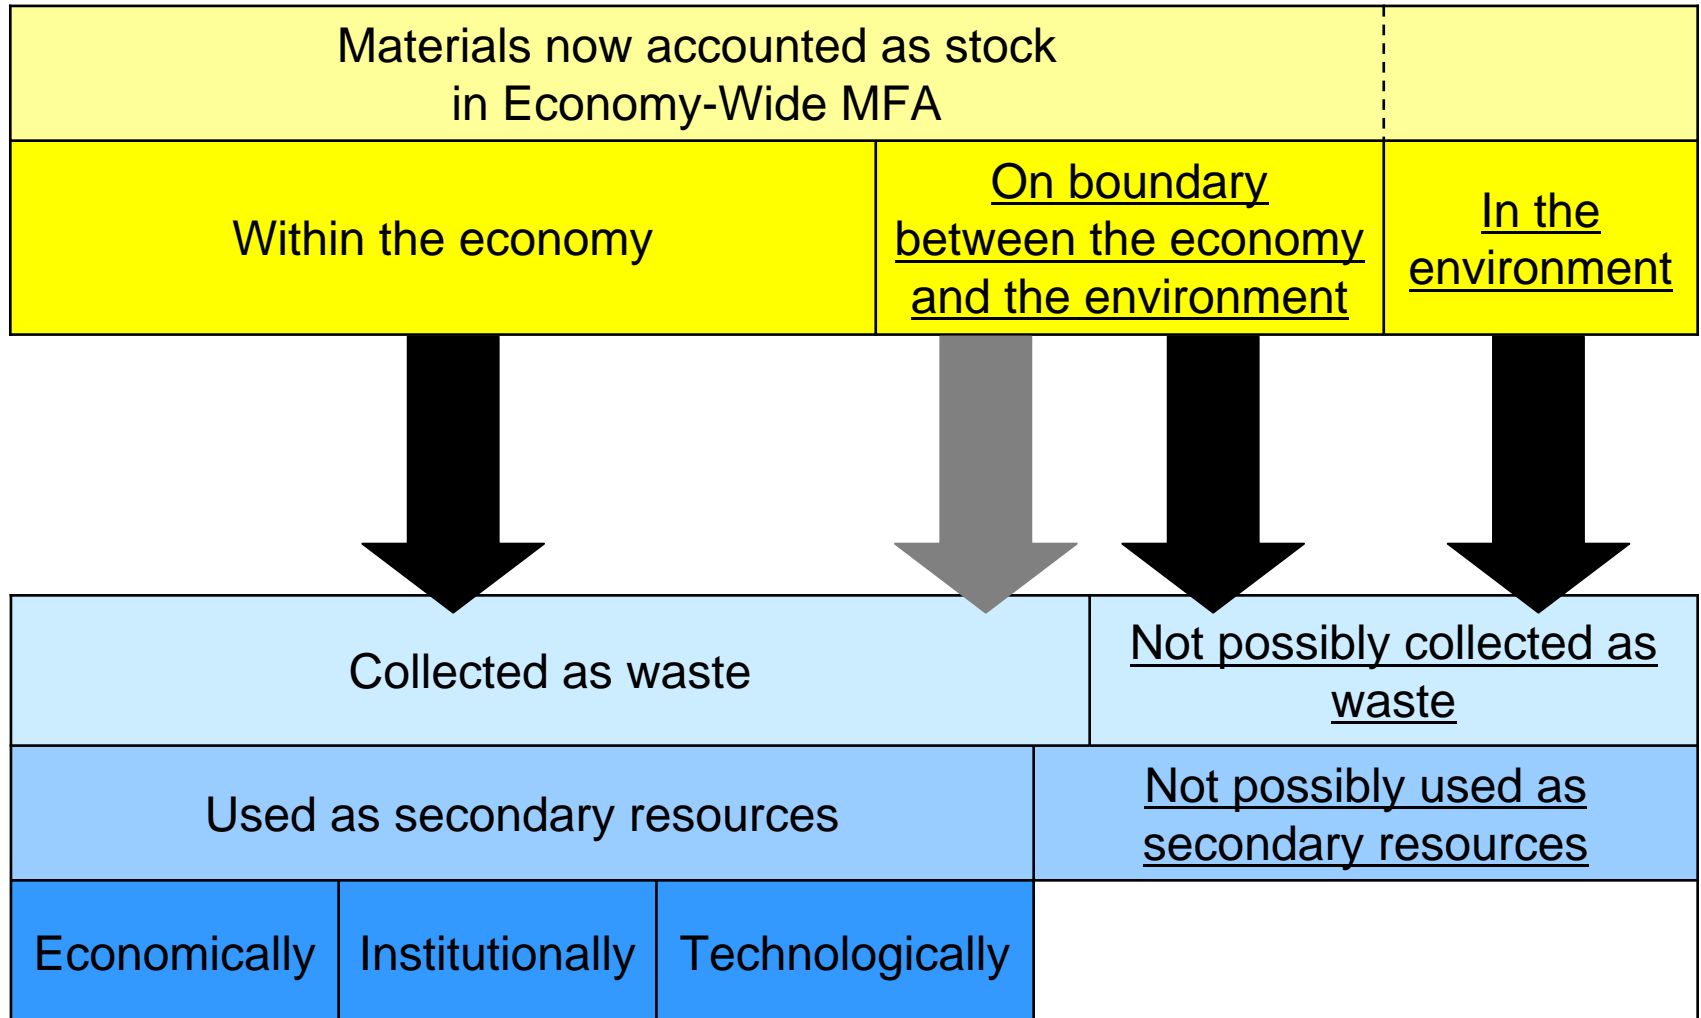 Materials now accounted as stock
in Economy-Wide MFA
Within the economy
On boundary
between the economy
and the environment
In the
environment
Collected as waste
Not possibly collected as
waste
Used as secondary resources
Not possibly used as
secondary resources
Economically
Institutionally
Technologically